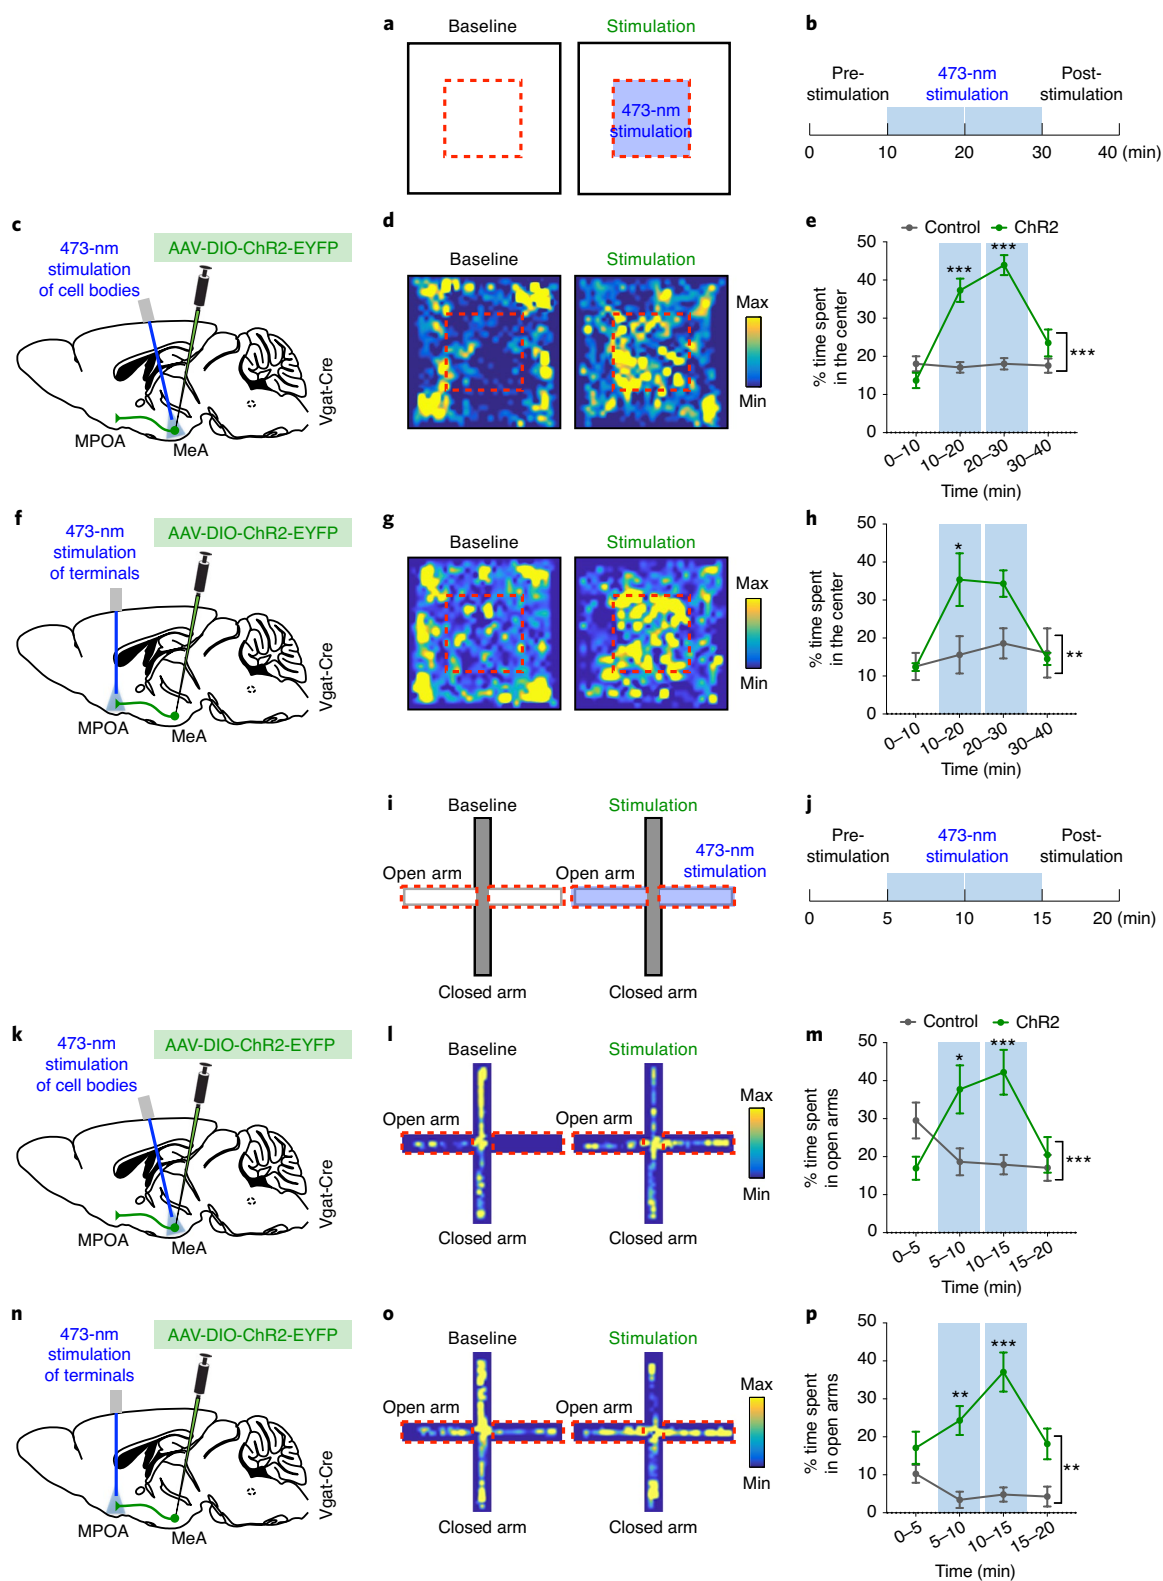 a
Baseline
Stimulation
473-nm
stimulation
b
Pre-
stimulation
473-nm
stimulation
Post-
stimulation
0 10 20 30 40 (min)
c
473-nm
stimulation
of cell bodies
AAV-DIO-ChR2-EYFP
MPOA
MeA
Vgat-Cre
d
Baseline
Stimulation
Max
Min
e
Control ChR2
% time spent
in the center
50
40
30
20
10
0
***
***
***
0–10 10–20 20–30 30–40
Time (min)
f
473-nm
stimulation
of terminals
AAV-DIO-ChR2-EYFP
MPOA
MeA
Vgat-Cre
g
Baseline
Stimulation
Max
Min
h
% time spent
in the center
50
40
30
20
10
0
*
**
0–10 10–20 20–30 30–40
Time (min)
i
Baseline
Stimulation
Open arm
Open arm
473-nm
stimulation
Closed arm
Closed arm
j
Pre-
stimulation
473-nm
stimulation
Post-
stimulation
0 5 10 15 20 (min)
k
473-nm
stimulation
of cell bodies
AAV-DIO-ChR2-EYFP
MPOA
MeA
Vgat-Cre
l
Baseline
Stimulation
Open arm
Open arm
Closed arm
Closed arm
Max
Min
m
Control ChR2
% time spent
in open arms
50
40
30
20
10
0
*
***
***
0–5 5–10 10–15 15–20
Time (min)
n
473-nm
stimulation
of terminals
AAV-DIO-ChR2-EYFP
MPOA
MeA
Vgat-Cre
o
Baseline
Stimulation
Open arm
Open arm
Closed arm
Closed arm
Max
Min
p
% time spent
in open arms
50
40
30
20
10
0
**
***
**
0–5 5–10 10–15 15–20
Time (min)